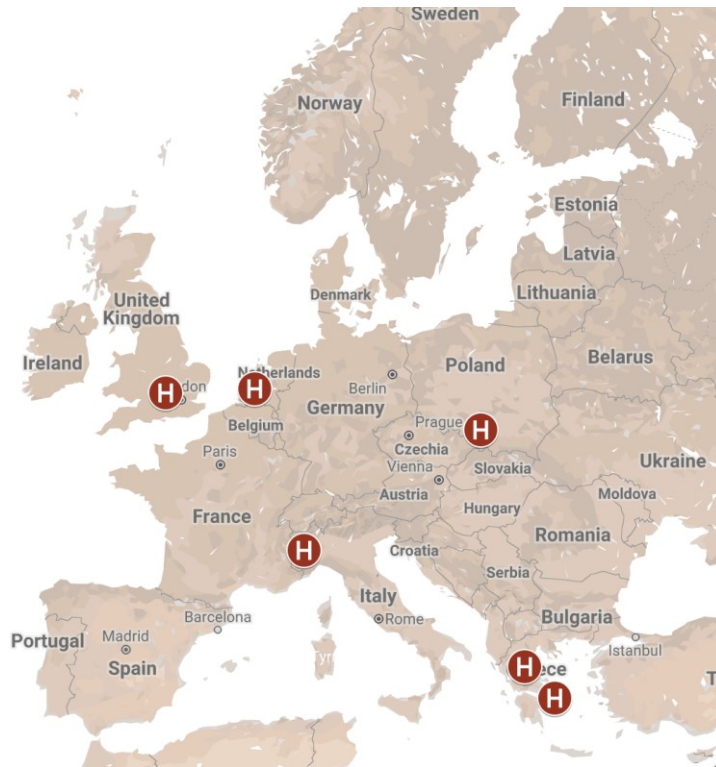 Sweden
Norway
Finland
Estonia
Latvia
Denmark
Lithuania
United
Kingdom
Ireland
Netherlands
Poland
Belarus
Berlin
H
H
Germany
Belgium
Prague
H
Czechia
Paris
Vienna
Slovakia
Ukraine
Austria
Moldova
France
Hungary
Romania
H
Croatia
Serbia
Italy
Barcelona
Rome
Bulgaria
Portugal
Madrid
Istanbul
Spain
H
H